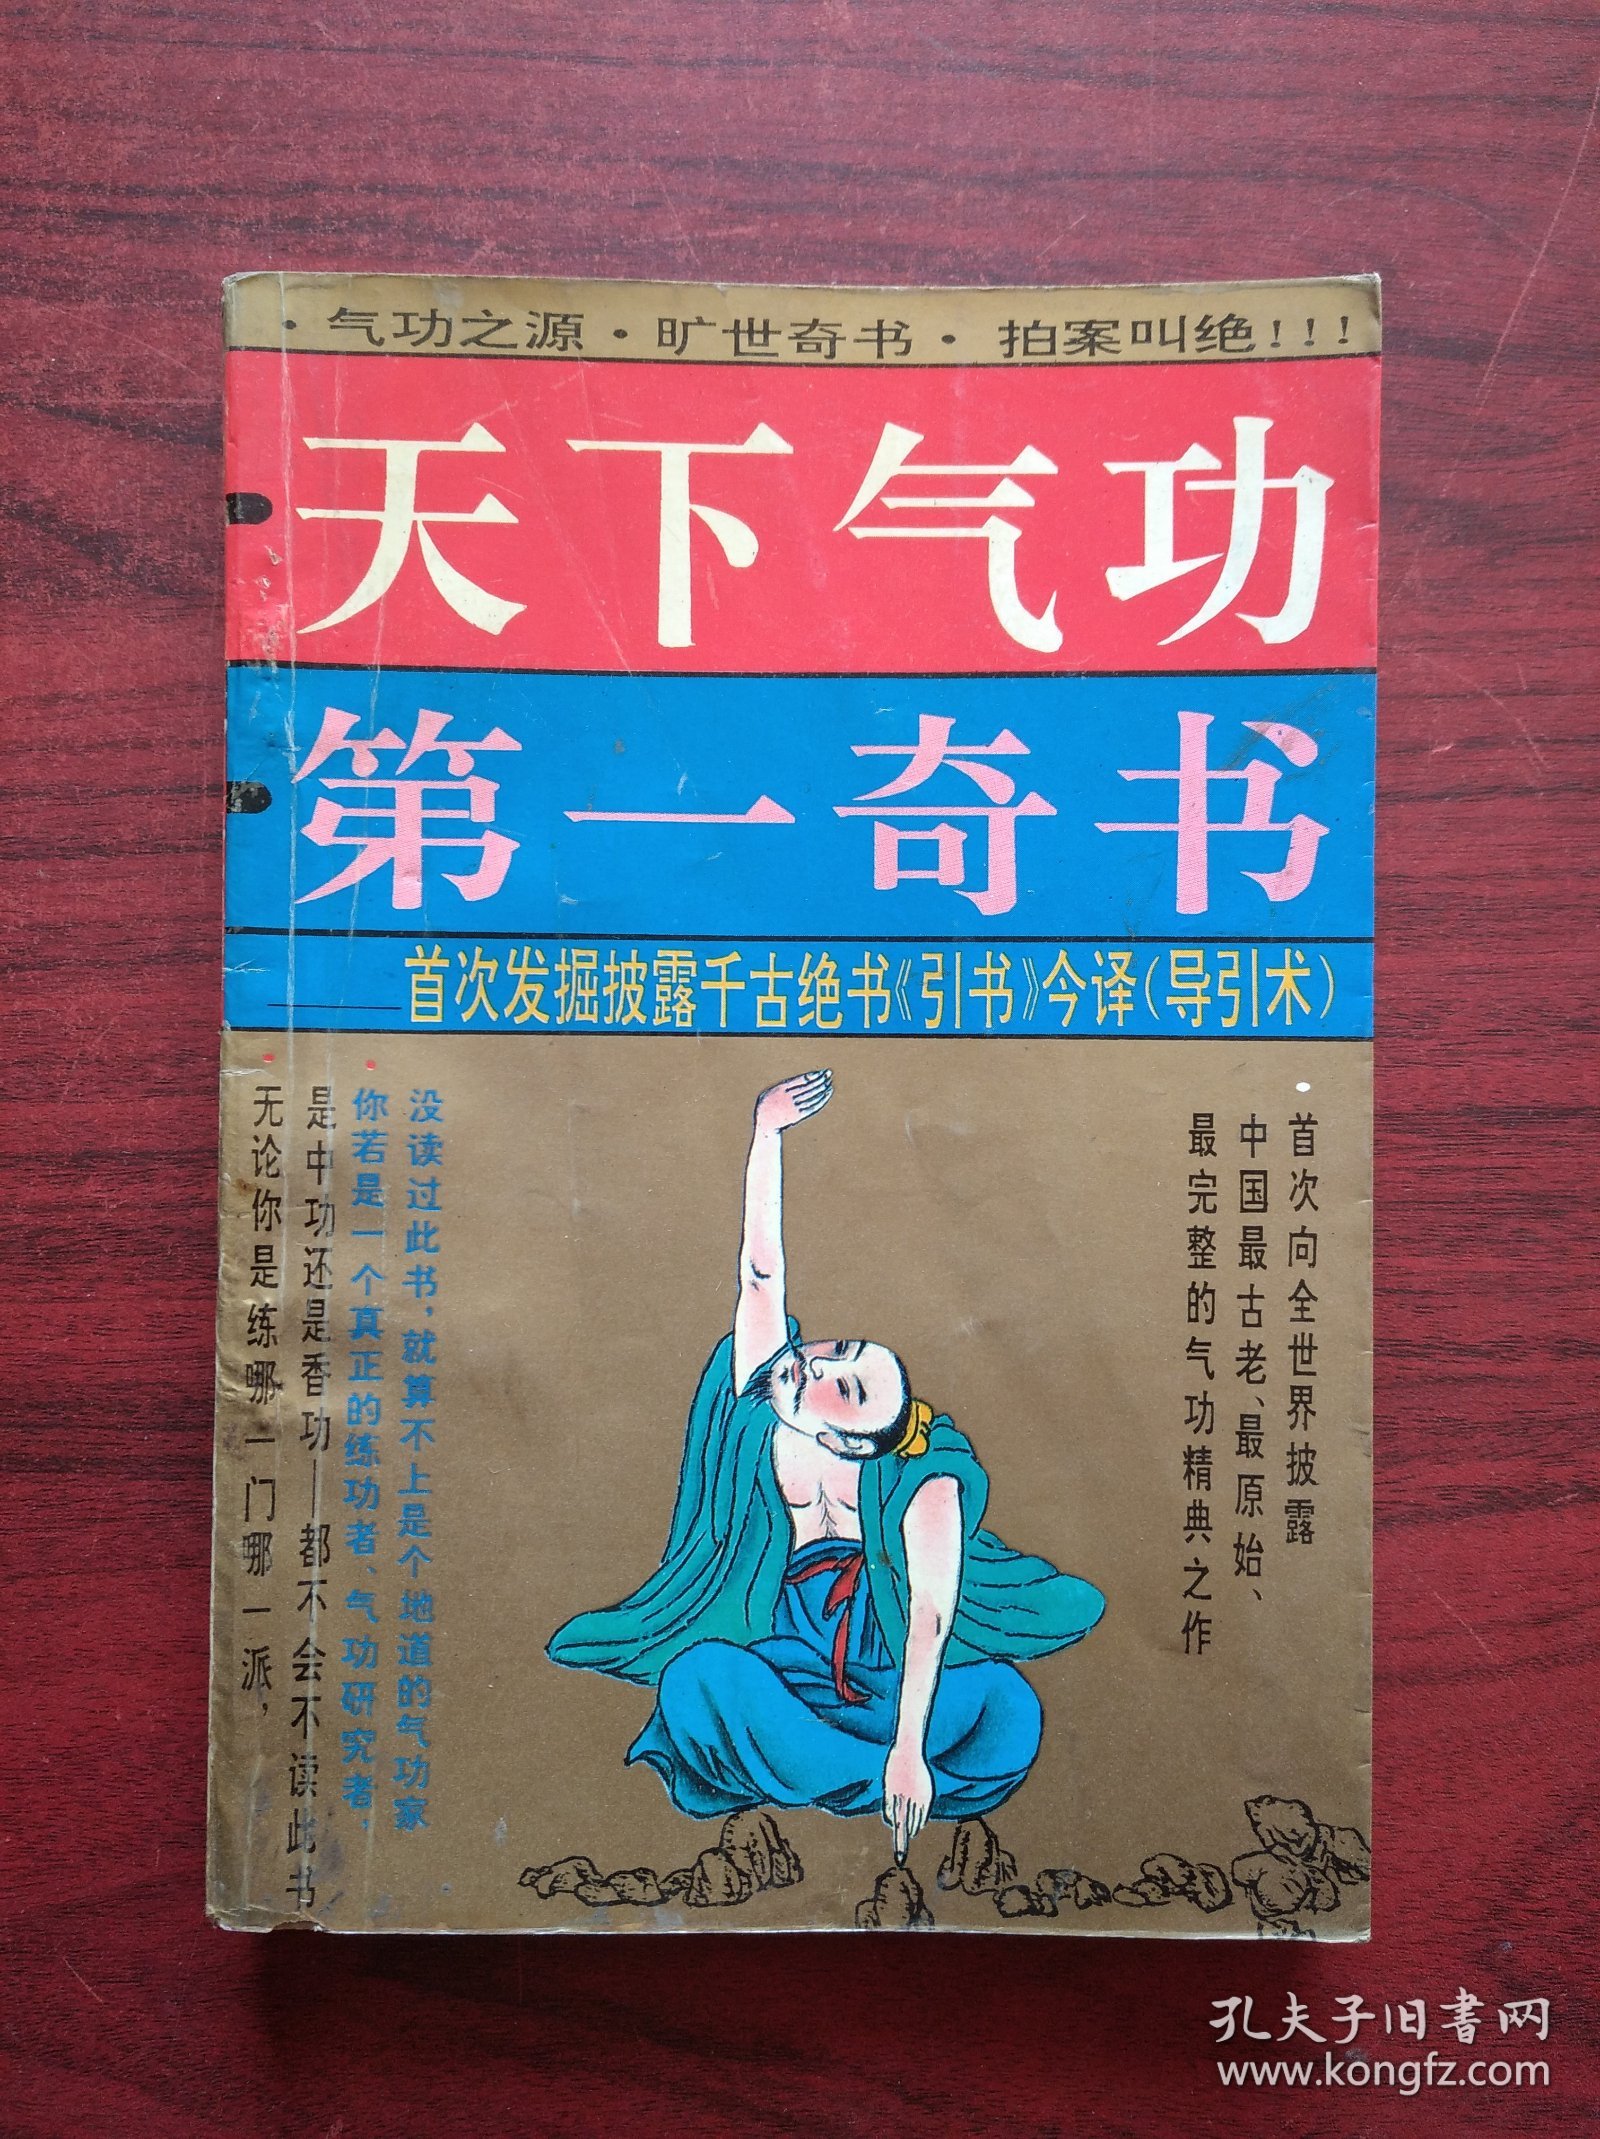 ·气功之源·旷世奇书·拍案叫绝!!!
天下气功
第一奇书
——首次发掘披露千古绝书《引书》今译(导引术)
·首次向全世界披露
中国最古老、最原始、
最完整的气功精典之作
没读过此书,就算不上是个地道的气功家
·你若是一个真正的练功者、气功研究者,
是中功还是香功—都不会不读此书
·无论你是练哪一门哪一派,
孔夫子旧書网
www.kongfz.com